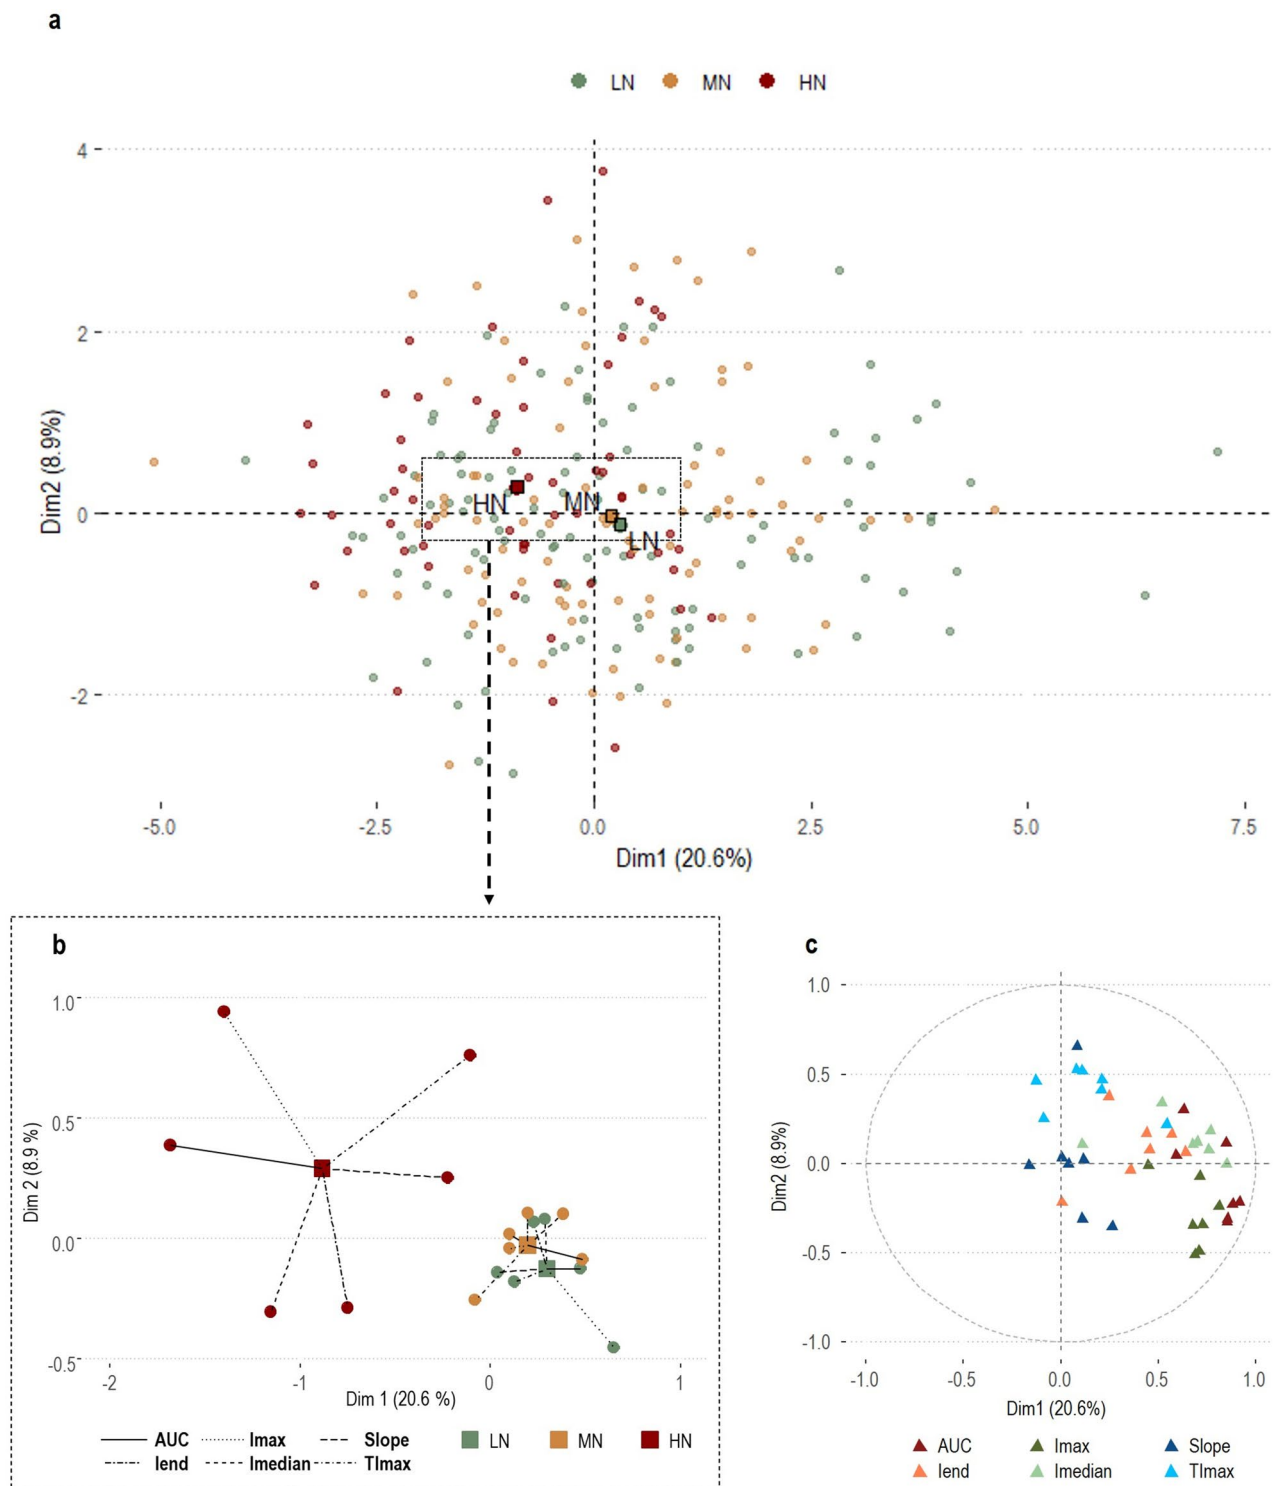 a
LN MN HN
4
2
0
-2
Dim2 (8.9%)
HN
MN
LN
-5.0 -2.5 0.0 2.5 5.0 7.5
Dim1 (20.6%)
b
1.0
0.5
0.0
-0.5
Dim 2 (8.9 %)
-2 -1 0 1
Dim 1 (20.6 %)
AUC Imax Slope LN MN HN
Iend Imedian TImax
c
1.0
0.5
0.0
-0.5
-1.0
Dim2 (8.9%)
-1.0 -0.5 0.0 0.5 1.0
Dim1 (20.6%)
AUC Imax Slope
Iend Imedian TImax